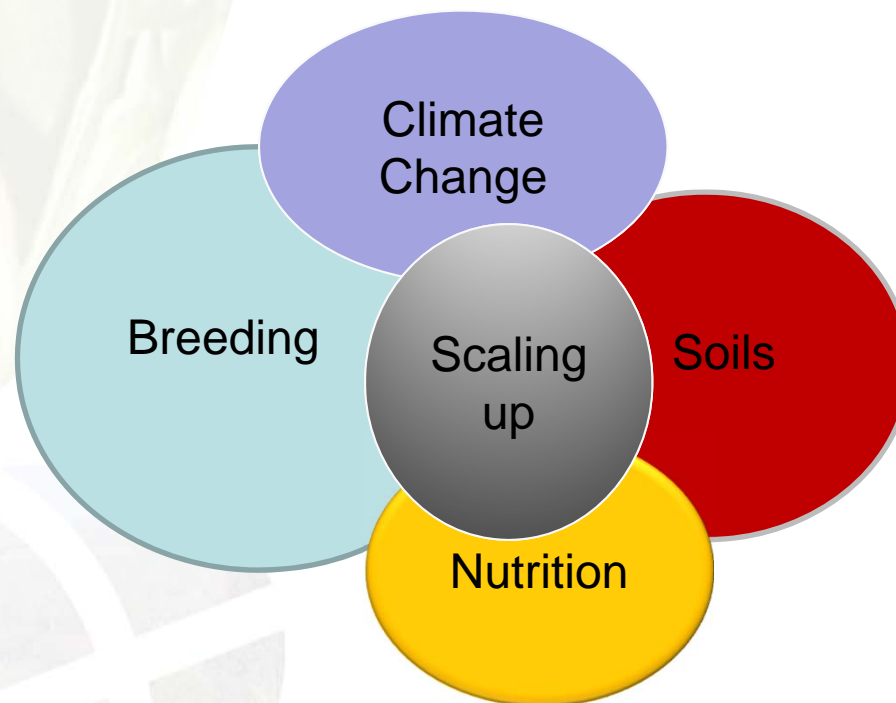 Climate
Change
Breeding
Scaling
up
Soils
Nutrition